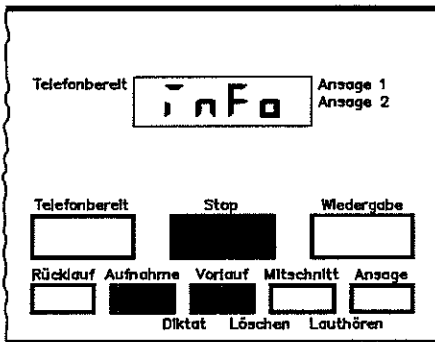 Telefonbereit InFo Ansage 1
Ansage 2
Telefonbereit Stop Wiedergabe
Rücklauf Aufnahme Vorlauf Mitschnitt Ansage
Diktat Löschen Lauthören